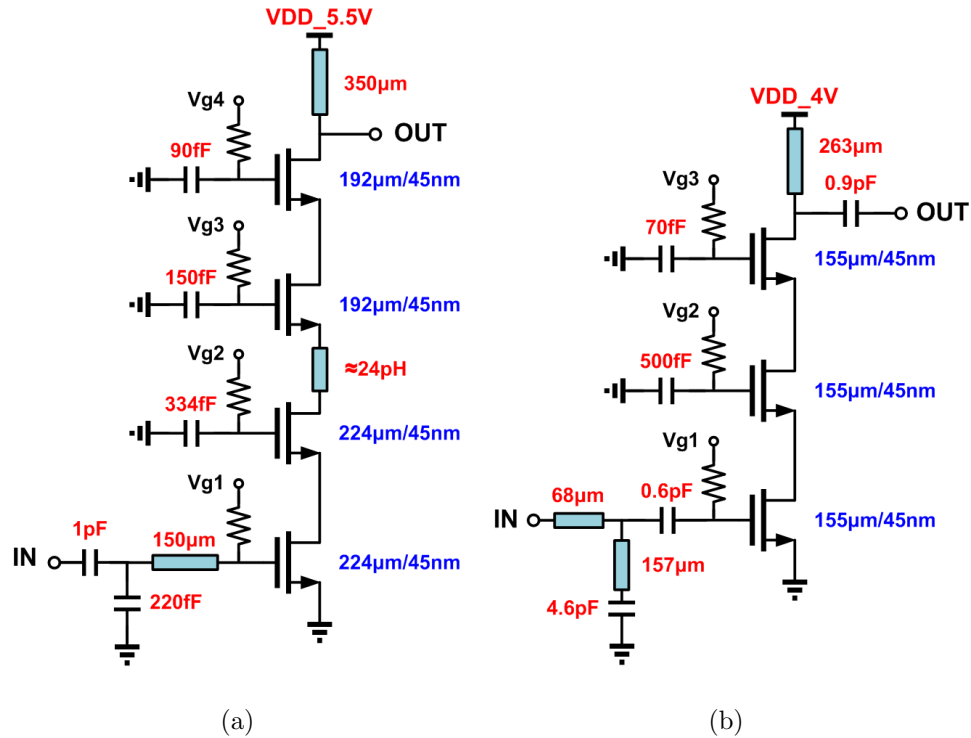 VDD_5.5V
350µm
Vg4
OUT
90fF
192µm/45nm
Vg3
150fF
192µm/45nm
≈24pH
Vg2
334fF
224µm/45nm
Vg1
1pF
150µm
IN
224µm/45nm
220fF
(a)
VDD_4V
263µm
0.9pF
Vg3
OUT
70fF
155µm/45nm
Vg2
500fF
155µm/45nm
Vg1
68µm
0.6pF
IN
155µm/45nm
157µm
4.6pF
(b)